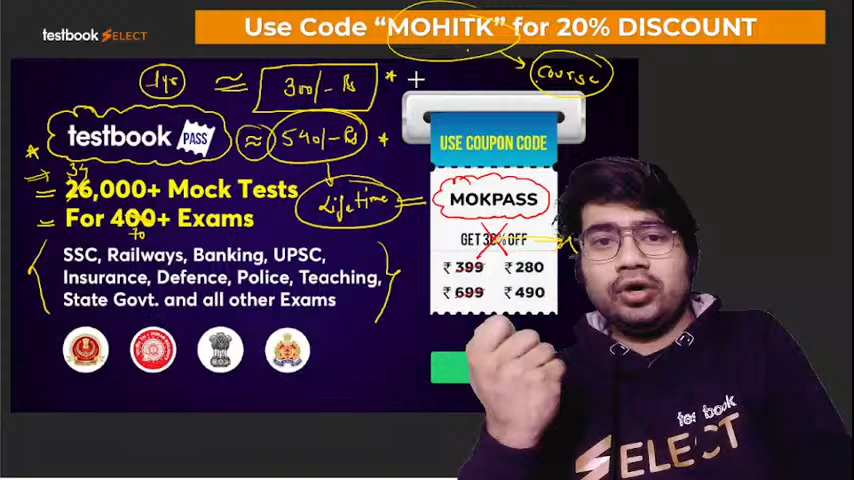 testbook SELECT
Use Code “MOHITK” for 20% DISCOUNT
1yr ≈ 300/- Rs *
Course
testbook PASS ≈ 540/- Rs *
USE COUPON CODE
34
26,000+ Mock Tests
Life time
MOKPASS
For 400+ Exams
70
GET 30% OFF
SSC, Railways, Banking, UPSC,
Insurance, Defence, Police, Teaching,
State Govt. and all other Exams
₹ 399 ₹ 280
₹ 699 ₹ 490
testbook
SELECT